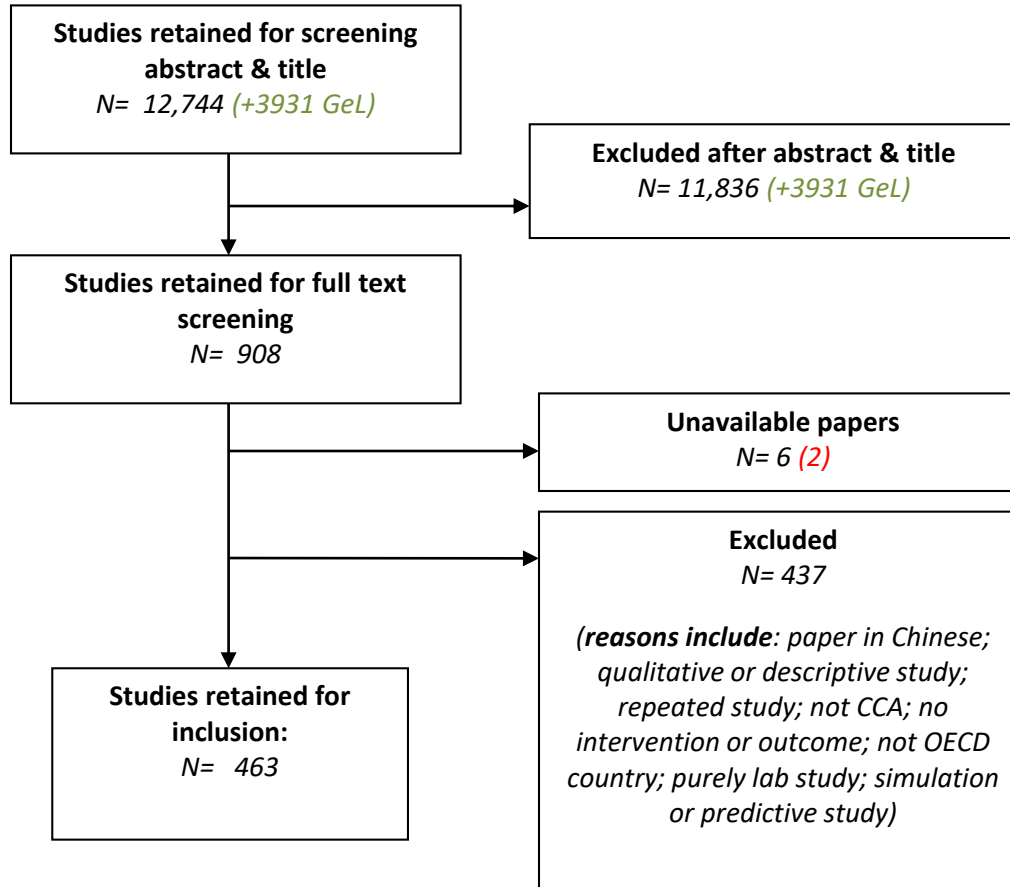 Studies retained for screening
abstract & title
N=  12,744 (+3931 GeL)
Excluded after abstract & title
N= 11,836 (+3931 GeL)
Studies retained for full text
screening
N=  908
Unavailable papers
N= 6 (2)
Excluded
N= 437
(reasons include: paper in Chinese;
qualitative or descriptive study;
repeated study; not CCA; no
intervention or outcome; not OECD
country; purely lab study; simulation
or predictive study)
Studies retained for
inclusion:
N=   463